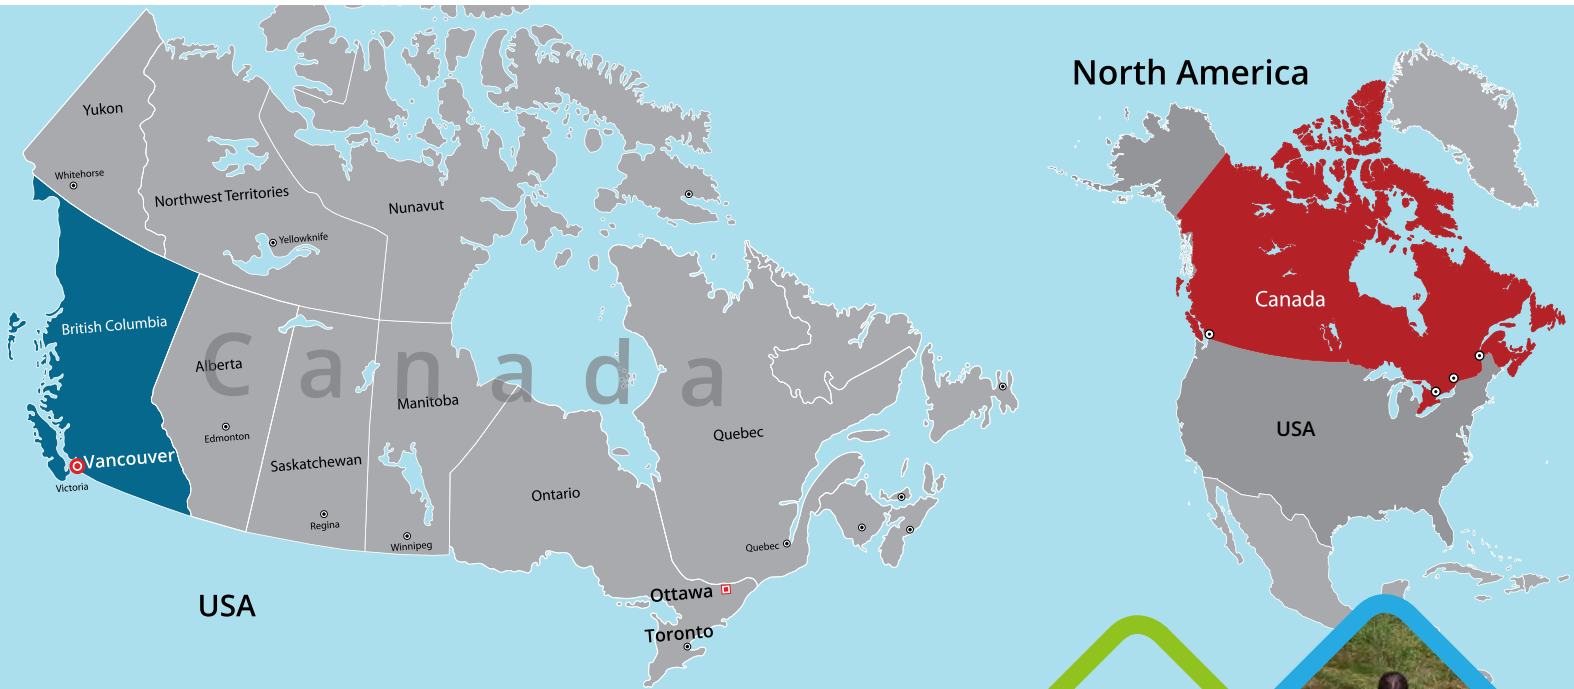 North America
Yukon
Whitehorse
Northwest Territories
Nunavut
Yellowknife
Canada
British Columbia
Canada
Alberta
Manitoba
USA
Quebec
Edmonton
Vancouver
Saskatchewan
Victoria
Ontario
Regina
Winnipeg
Quebec
Ottawa
USA
Toronto